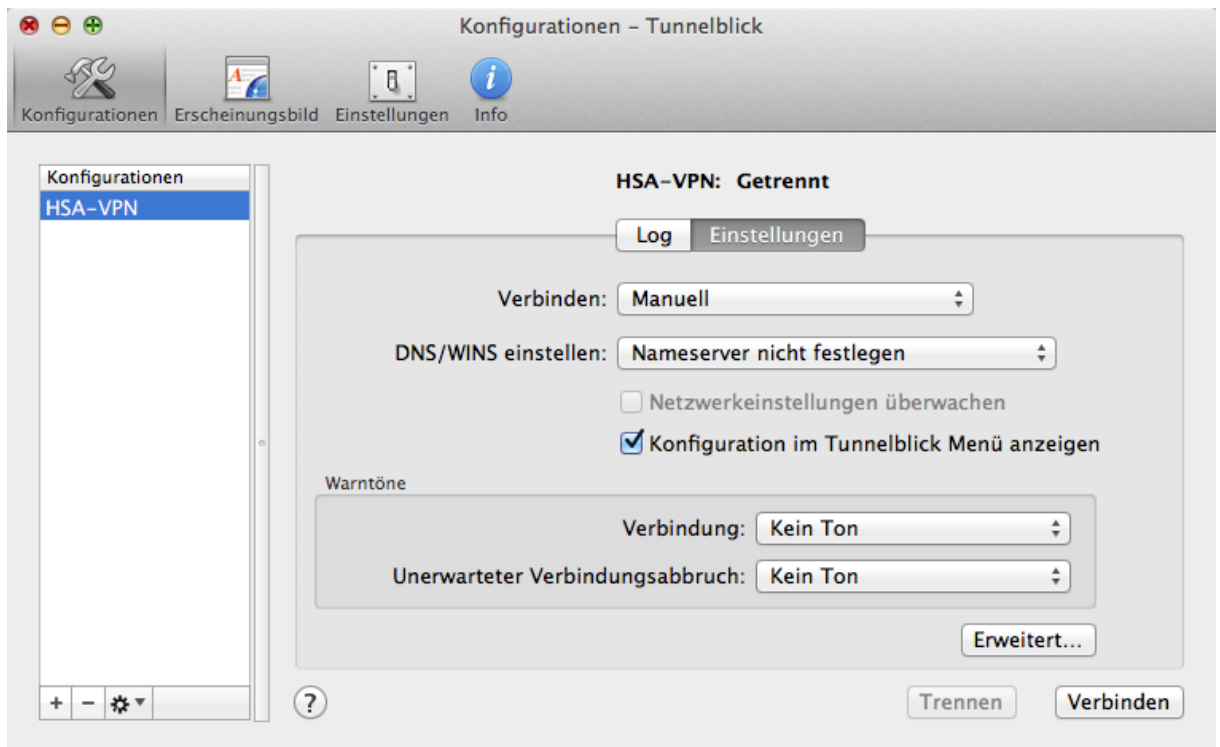 Konfigurationen – Tunnelblick
Konfigurationen Erscheinungsbild Einstellungen Info
Konfigurationen
HSA-VPN
HSA-VPN: Getrennt
Log Einstellungen
Verbinden: Manuell
DNS/WINS einstellen: Nameserver nicht festlegen
Netzwerkeinstellungen überwachen
Konfiguration im Tunnelblick Menü anzeigen
Warntöne
Verbindung: Kein Ton
Unerwarteter Verbindungsabbruch: Kein Ton
Erweitert...
+ − ? Trennen Verbinden